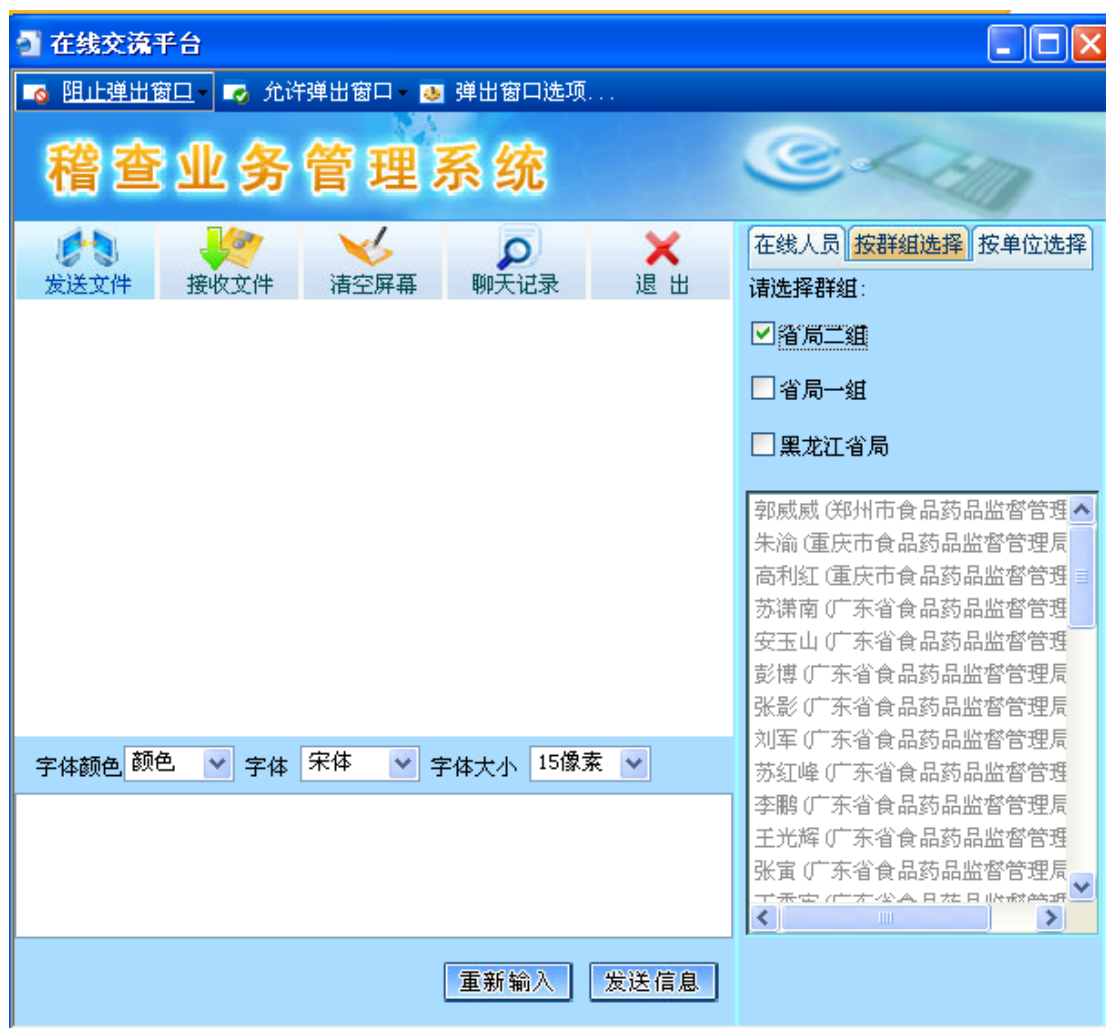 在线交流平台
阻止弹出窗口 允许弹出窗口 弹出窗口选项...
稽查业务管理系统
发送文件 接收文件 清空屏幕 聊天记录 退 出
在线人员 按群组选择 按单位选择
请选择群组:
省局二组
省局一组
黑龙江省局
郭威威(郑州市食品药品监督管理
朱渝(重庆市食品药品监督管理局
高利红(重庆市食品药品监督管理
苏潇南(广东省食品药品监督管理
安玉山(广东省食品药品监督管理
彭博(广东省食品药品监督管理局
张影(广东省食品药品监督管理局
刘军(广东省食品药品监督管理局
苏红峰(广东省食品药品监督管理
李鹏(广东省食品药品监督管理局
王光辉(广东省食品药品监督管理
张寅(广东省食品药品监督管理局
字体颜色 颜色 字体 宋体 字体大小 15像素
重新输入 发送信息